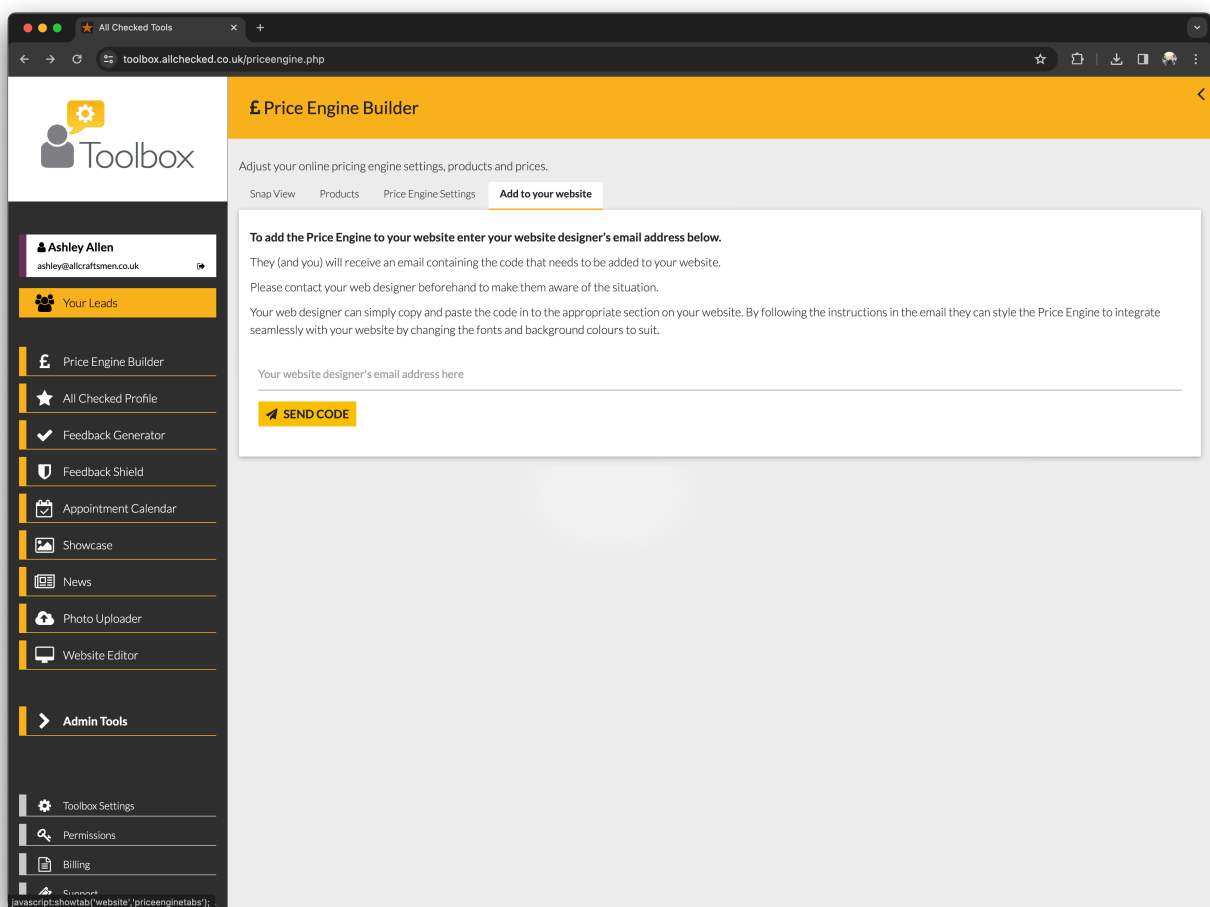 All Checked Tools
toolbox.allchecked.co.uk/priceengine.php
Toolbox
£ Price Engine Builder
Adjust your online pricing engine settings, products and prices.
Snap View Products Price Engine Settings Add to your website
To add the Price Engine to your website enter your website designer's email address below.
They (and you) will receive an email containing the code that needs to be added to your website.
Please contact your web designer beforehand to make them aware of the situation.
Your web designer can simply copy and paste the code in to the appropriate section on your website. By following the instructions in the email they can style the Price Engine to integrate
seamlessly with your website by changing the fonts and background colours to suit.
Your website designer's email address here
SEND CODE
Ashley Allen
ashley@allcraftsmen.co.uk
Your Leads
£ Price Engine Builder
All Checked Profile
Feedback Generator
Feedback Shield
Appointment Calendar
Showcase
News
Photo Uploader
Website Editor
Admin Tools
Toolbox Settings
Permissions
Billing
Support
javascript:showtab('website','priceenginetabs');